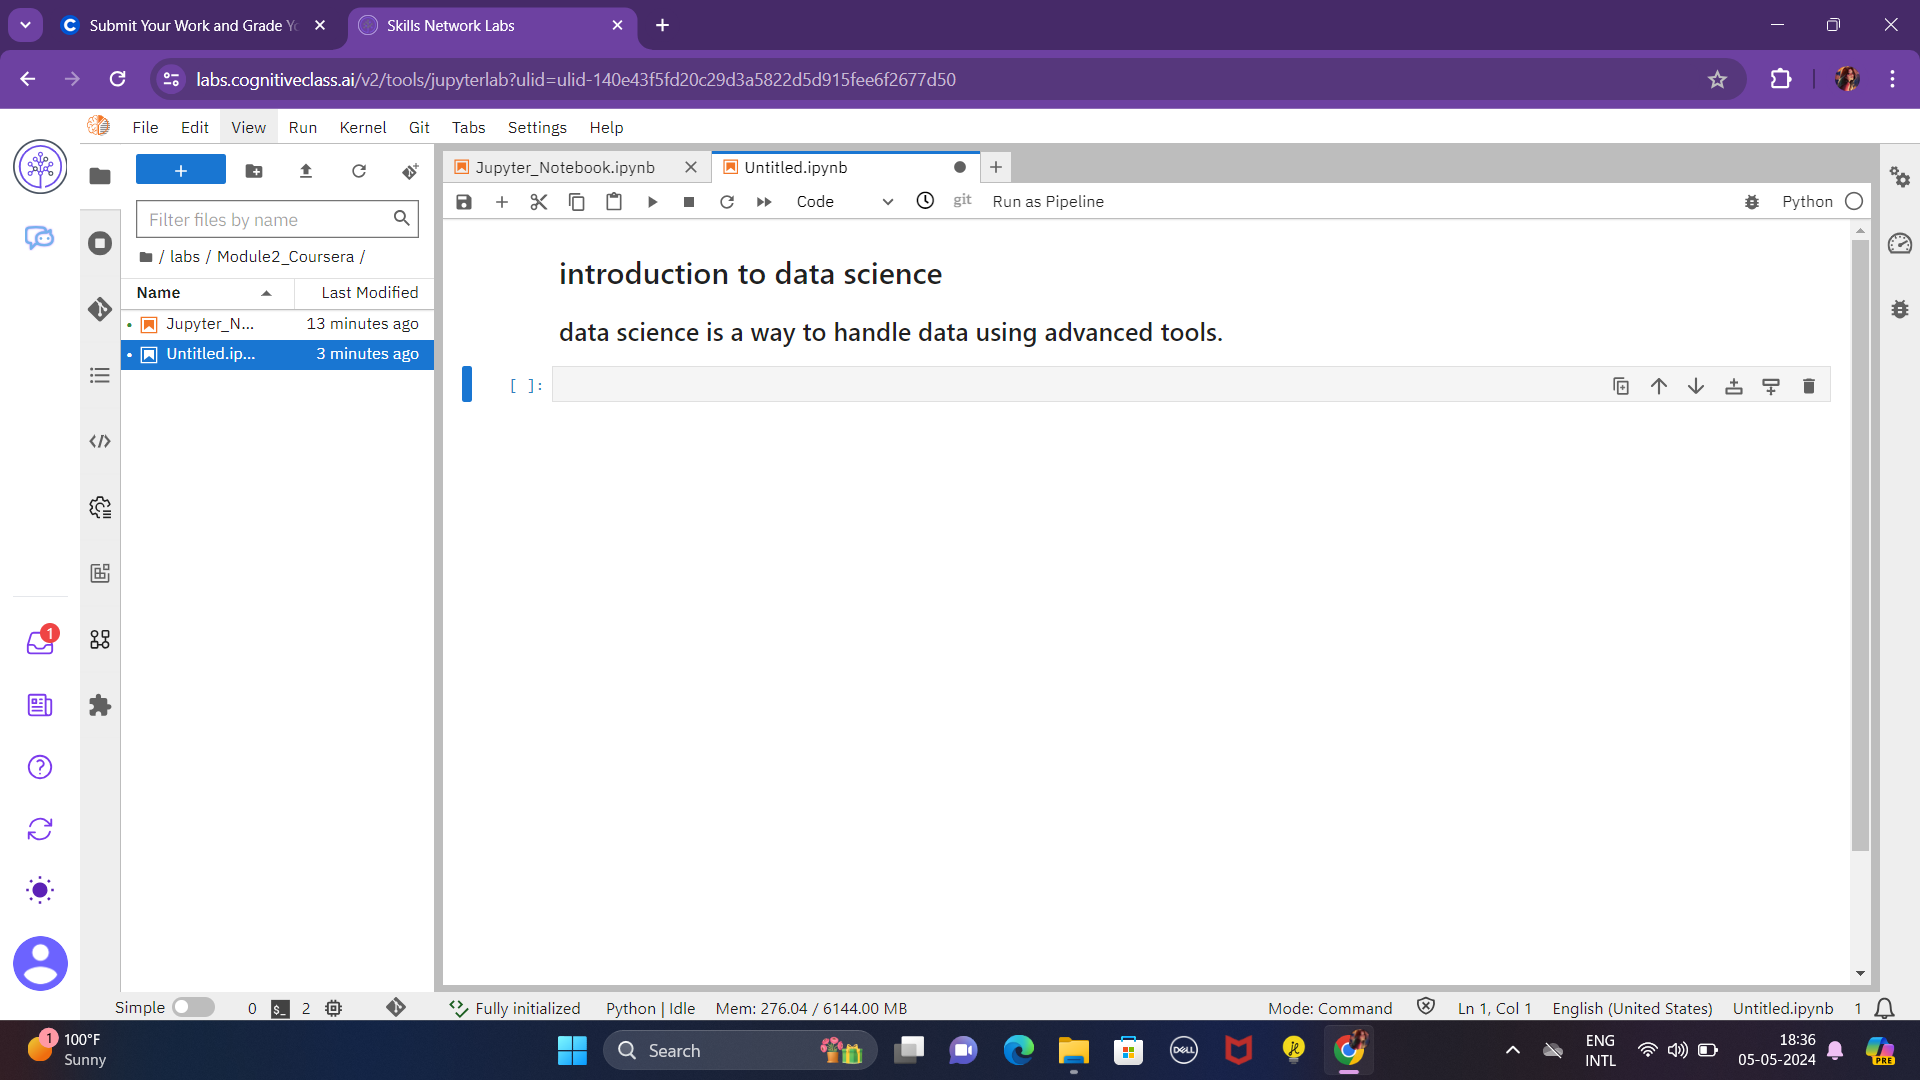 Submit Your Work and Grade Yo
Skills Network Labs
labs.cognitiveclass.ai/v2/tools/jupyterlab?ulid=ulid-140e43f5fd20c29d3a5822d5d915fee6f2677d50
File Edit View Run Kernel Git Tabs Settings Help
Jupyter_Notebook.ipynb
Untitled.ipynb
Code
git
Run as Pipeline
Python
Filter files by name
/ labs / Module2_Coursera /
Name Last Modified
Jupyter_N... 13 minutes ago
Untitled.ip... 3 minutes ago
introduction to data science
data science is a way to handle data using advanced tools.
[ ]:
1
Simple 0 $_ 2 Fully initialized Python | Idle Mem: 276.04 / 6144.00 MB Mode: Command Ln 1, Col 1 English (United States) Untitled.ipynb 1
1
100°F
Sunny
Search
DELL
ENG
INTL
18:36
05-05-2024
PRE